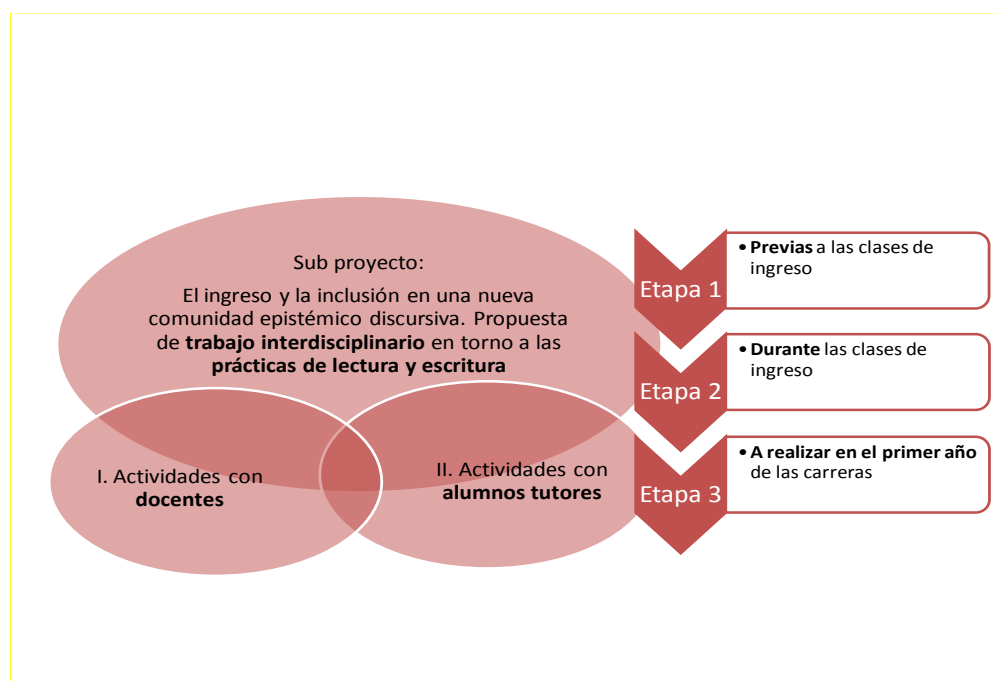 Sub proyecto:
El ingreso y la inclusión en una nueva
comunidad epistémico discursiva. Propuesta
de trabajo interdisciplinario en torno a las
prácticas de lectura y escritura
I. Actividades con
docentes
II. Actividades con
alumnos tutores
Etapa 1
• Previas a las clases de
ingreso
Etapa 2
• Durante las clases de
ingreso
Etapa 3
• A realizar en el primer año
de las carreras